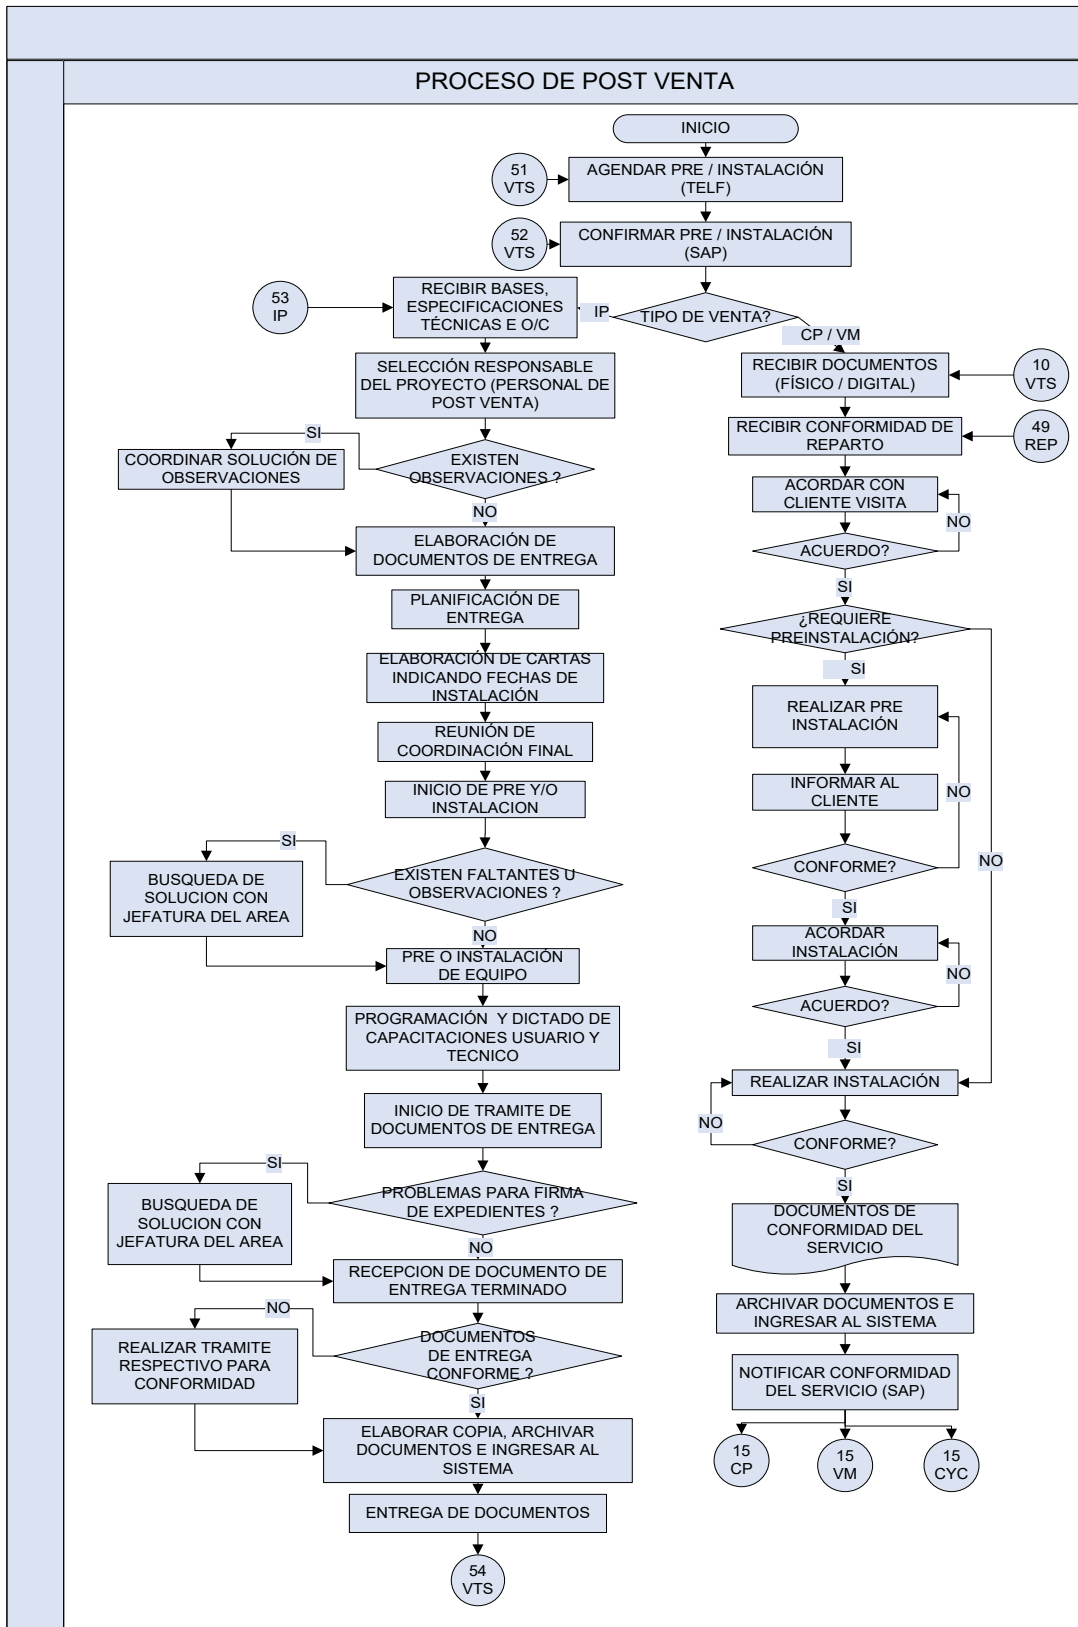 PROCESO DE POST VENTA
INICIO
51
VTS
AGENDAR PRE / INSTALACIÓN
(TELF)
52
VTS
CONFIRMAR PRE / INSTALACIÓN
(SAP)
TIPO DE VENTA?
IP
CP / VM
53
IP
RECIBIR BASES,
ESPECIFICACIONES
TÉCNICAS E O/C
SELECCIÓN RESPONSABLE
DEL PROYECTO (PERSONAL DE
POST VENTA)
EXISTEN
OBSERVACIONES ?
SI
COORDINAR SOLUCIÓN DE
OBSERVACIONES
NO
ELABORACIÓN DE
DOCUMENTOS DE ENTREGA
PLANIFICACIÓN DE
ENTREGA
ELABORACIÓN DE CARTAS
INDICANDO FECHAS DE
INSTALACIÓN
REUNIÓN DE
COORDINACIÓN FINAL
INICIO DE PRE Y/O
INSTALACION
EXISTEN FALTANTES U
OBSERVACIONES ?
SI
BUSQUEDA DE
SOLUCION CON
JEFATURA DEL AREA
NO
PRE O INSTALACIÓN
DE EQUIPO
PROGRAMACIÓN Y DICTADO DE
CAPACITACIONES USUARIO Y
TECNICO
INICIO DE TRAMITE DE
DOCUMENTOS DE ENTREGA
PROBLEMAS PARA FIRMA
DE EXPEDIENTES ?
SI
BUSQUEDA DE
SOLUCION CON
JEFATURA DEL AREA
NO
RECEPCION DE DOCUMENTO DE
ENTREGA TERMINADO
DOCUMENTOS
DE ENTREGA
CONFORME ?
NO
REALIZAR TRAMITE
RESPECTIVO PARA
CONFORMIDAD
SI
ELABORAR COPIA, ARCHIVAR
DOCUMENTOS E INGRESAR AL
SISTEMA
ENTREGA DE DOCUMENTOS
54
VTS
RECIBIR DOCUMENTOS
(FÍSICO / DIGITAL)
10
VTS
RECIBIR CONFORMIDAD DE
REPARTO
49
REP
ACORDAR CON
CLIENTE VISITA
NO
ACUERDO?
SI
¿REQUIERE
PREINSTALACIÓN?
SI
NO
REALIZAR PRE
INSTALACIÓN
INFORMAR AL
CLIENTE
NO
CONFORME?
SI
ACORDAR
INSTALACIÓN
NO
ACUERDO?
SI
REALIZAR INSTALACIÓN
NO
CONFORME?
SI
DOCUMENTOS DE
CONFORMIDAD DEL
SERVICIO
ARCHIVAR DOCUMENTOS E
INGRESAR AL SISTEMA
NOTIFICAR CONFORMIDAD
DEL SERVICIO (SAP)
15
CP
15
VM
15
CYC